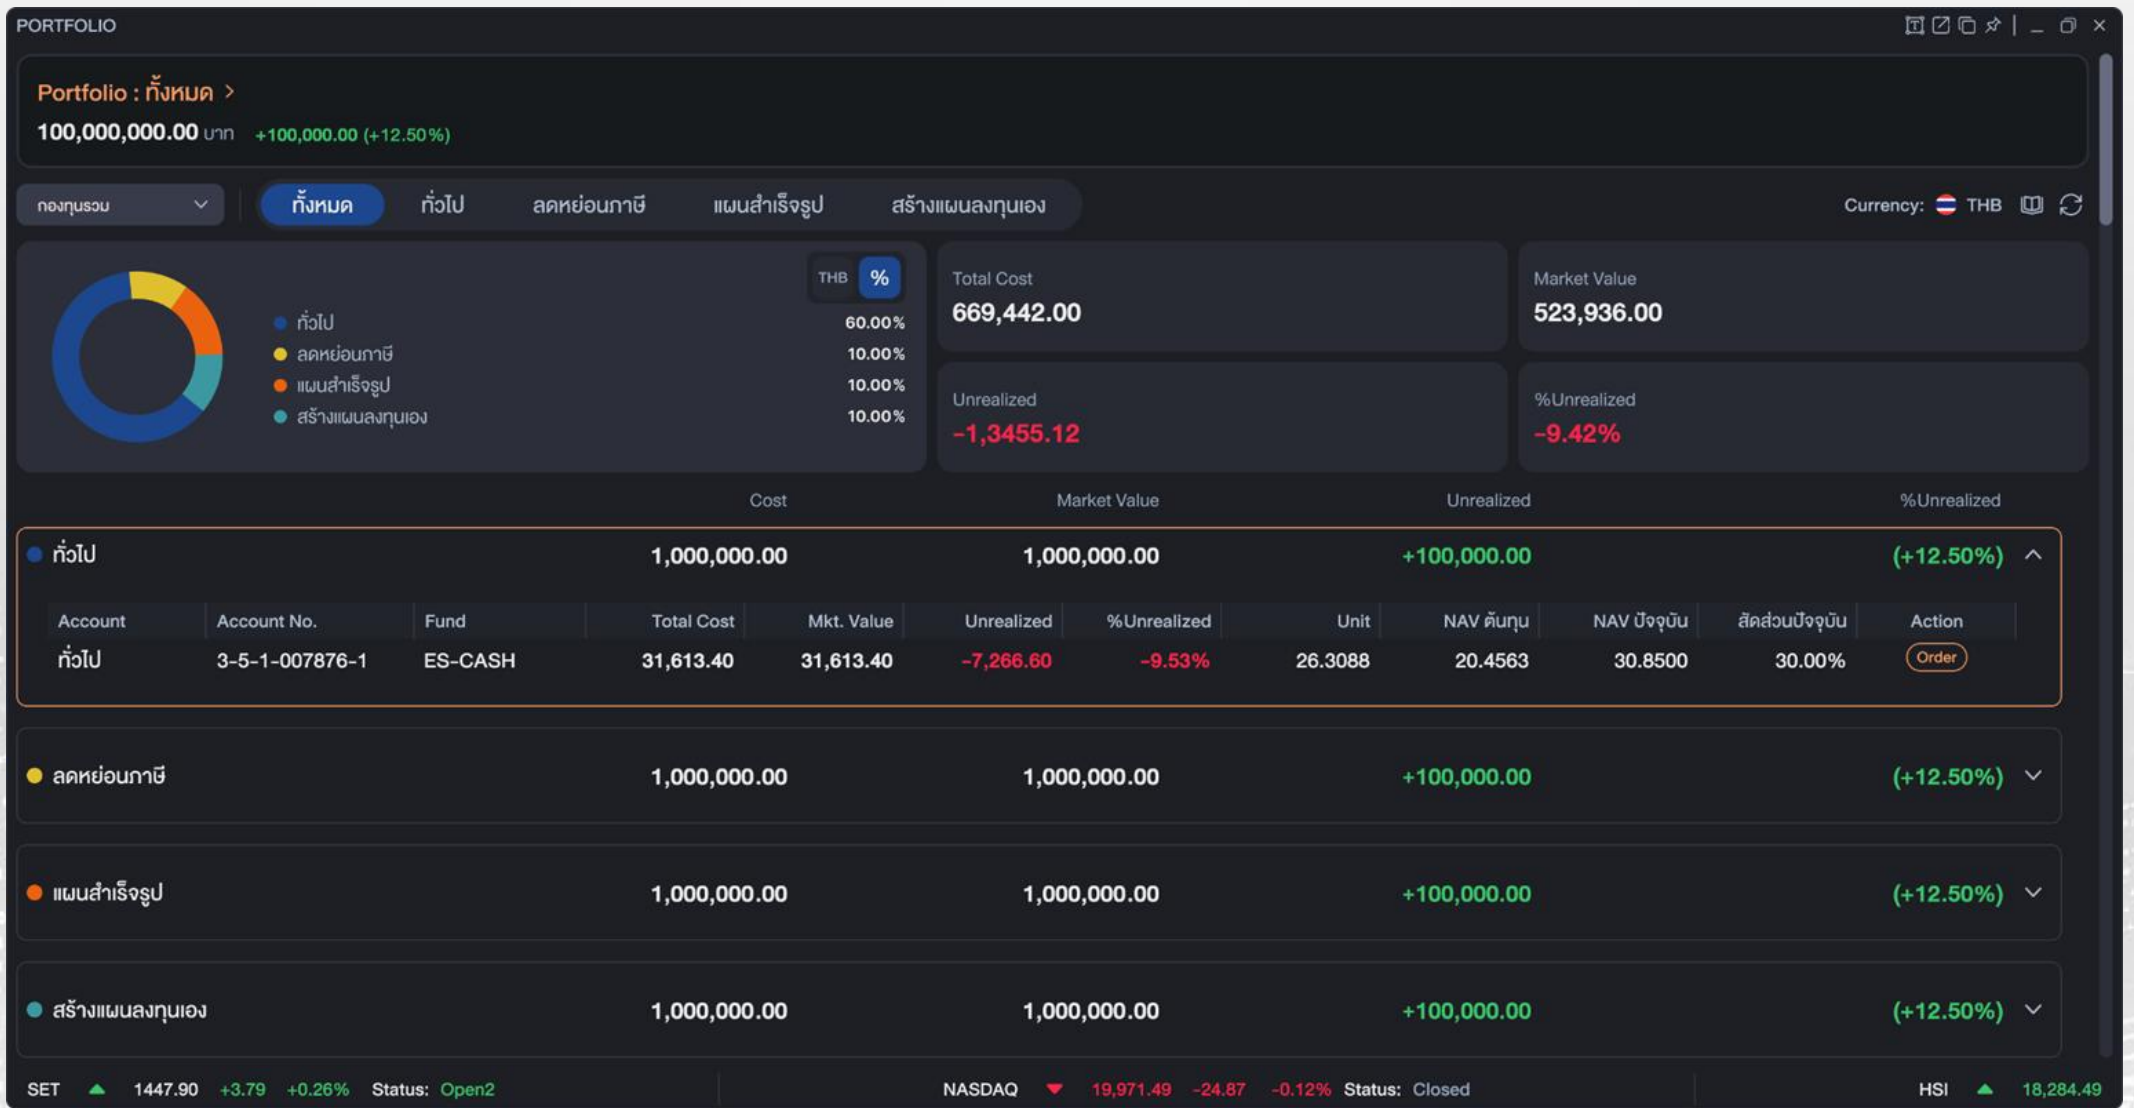 PORTFOLIO
Portfolio : ทั้งหมด >
100,000,000.00 บาท +100,000.00 (+12.50%)
กองทุนรวม ทั้งหมด ทั่วไป ลดหย่อนภาษี แผนสำเร็จรูป สร้างแผนลงทุนเอง Currency: THB
THB %
ทั่วไป 60.00%
ลดหย่อนภาษี 10.00%
แผนสำเร็จรูป 10.00%
สร้างแผนลงทุนเอง 10.00%
Total Cost
669,442.00
Market Value
523,936.00
Unrealized
-1,3455.12
%Unrealized
-9.42%
Cost Market Value Unrealized %Unrealized
ทั่วไป 1,000,000.00 1,000,000.00 +100,000.00 (+12.50%)
Account Account No. Fund Total Cost Mkt. Value Unrealized %Unrealized Unit NAV ต้นทุน NAV ปัจจุบัน สัดส่วนปัจจุบัน Action
ทั่วไป 3-5-1-007876-1 ES-CASH 31,613.40 31,613.40 -7,266.60 -9.53% 26.3088 20.4563 30.8500 30.00% Order
ลดหย่อนภาษี 1,000,000.00 1,000,000.00 +100,000.00 (+12.50%)
แผนสำเร็จรูป 1,000,000.00 1,000,000.00 +100,000.00 (+12.50%)
สร้างแผนลงทุนเอง 1,000,000.00 1,000,000.00 +100,000.00 (+12.50%)
SET 1447.90 +3.79 +0.26% Status: Open2 NASDAQ 19,971.49 -24.87 -0.12% Status: Closed HSI 18,284.49